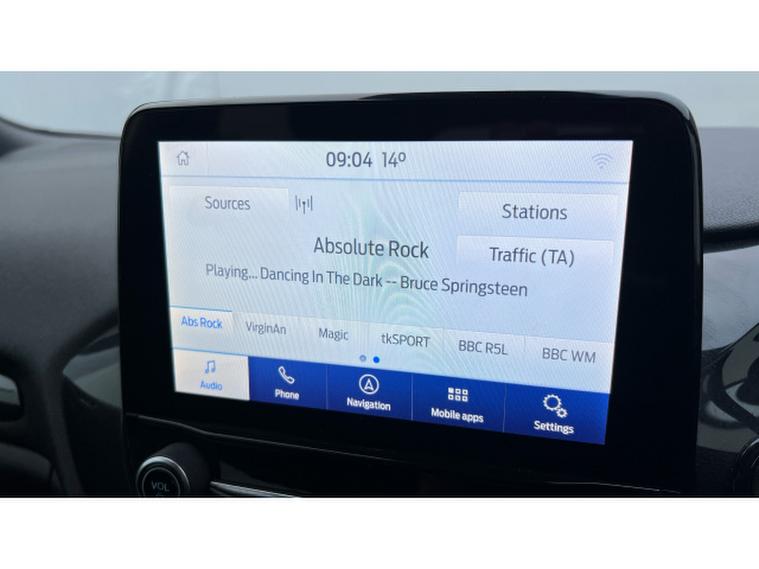 09:04 14°
Sources
Stations
Absolute Rock
Traffic (TA)
Playing... Dancing In The Dark -- Bruce Springsteen
Abs Rock VirginAn Magic tkSPORT BBC R5L BBC WM
Audio Phone Navigation Mobile apps Settings
VOL